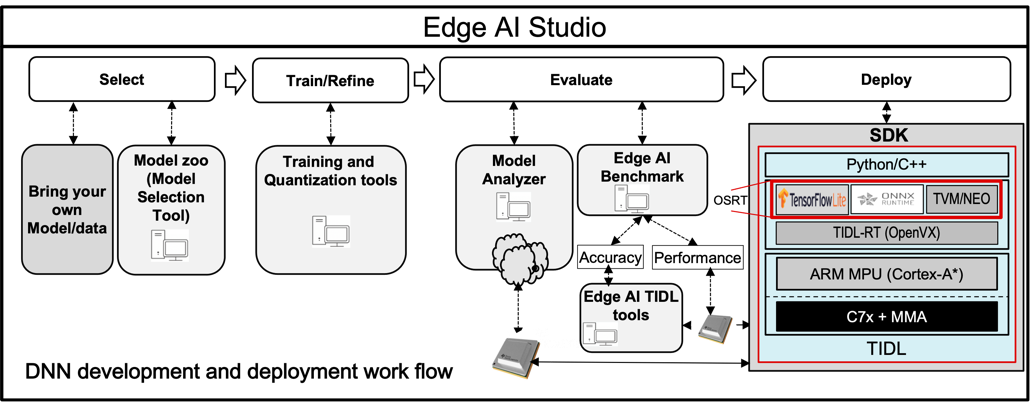 Edge AI Studio
Select
Train/Refine
Evaluate
Deploy
Bring your
own
Model/data
Model zoo
(Model
Selection
Tool)
Training and
Quantization tools
Model
Analyzer
Edge AI
Benchmark
Accuracy
Performance
Edge AI TIDL
tools
SDK
Python/C++
OSRT
TensorFlow Lite
ONNX
RUNTIME
TVM/NEO
TIDL-RT (OpenVX)
ARM MPU (Cortex-A*)
C7x + MMA
TIDL
DNN development and deployment work flow